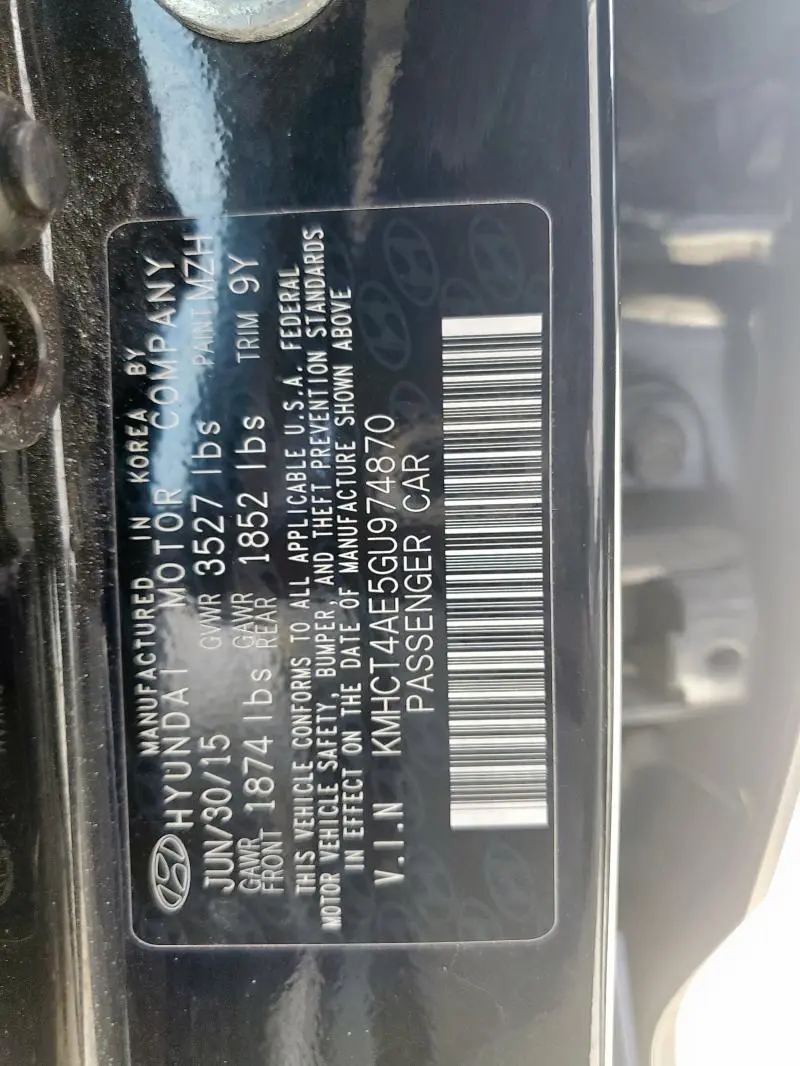 MANUFACTURED IN KOREA BY
HYUNDAI MOTOR COMPANY
JUN/30/15 GVWR 3527 lbs PAINT MZH
GAWR FRONT 1874 lbs GAWR REAR 1852 lbs TRIM 9Y
THIS VEHICLE CONFORMS TO ALL APPLICABLE U.S.A. FEDERAL
MOTOR VEHICLE SAFETY, BUMPER, AND THEFT PREVENTION STANDARDS
IN EFFECT ON THE DATE OF MANUFACTURE SHOWN ABOVE
V.I.N KMHCT4AE5GU974870
PASSENGER CAR